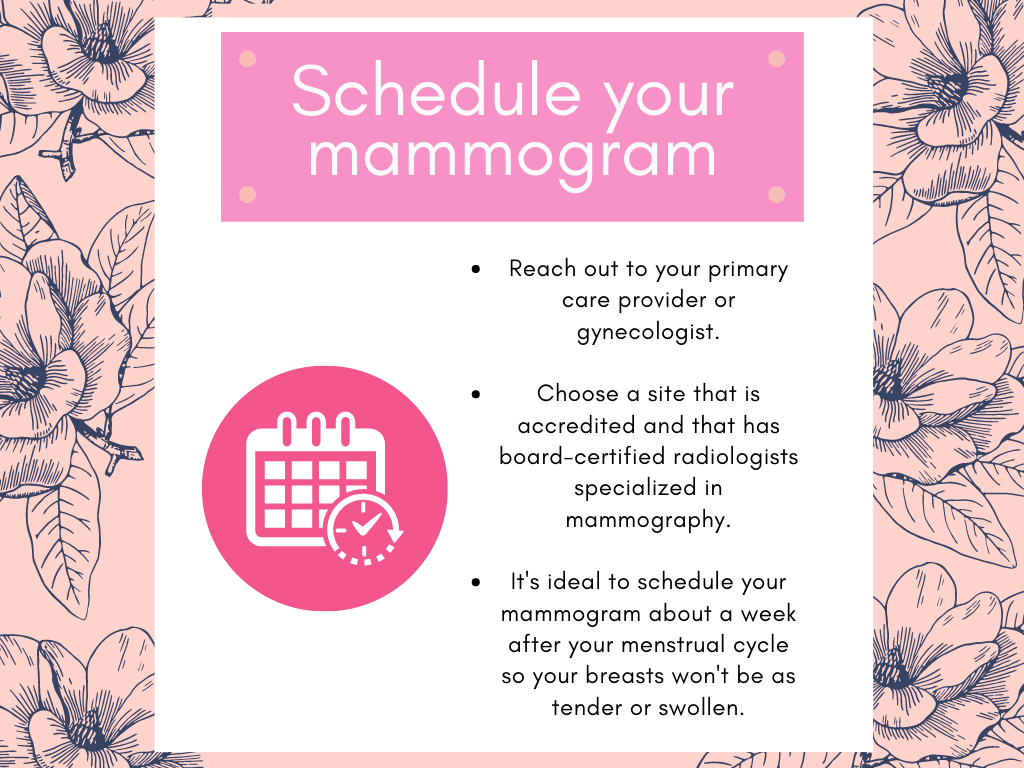 Schedule your
mammogram
• Reach out to your primary
care provider or
gynecologist.
• Choose a site that is
accredited and that has
board-certified radiologists
specialized in
mammography.
• It's ideal to schedule your
mammogram about a week
after your menstrual cycle
so your breasts won't be as
tender or swollen.